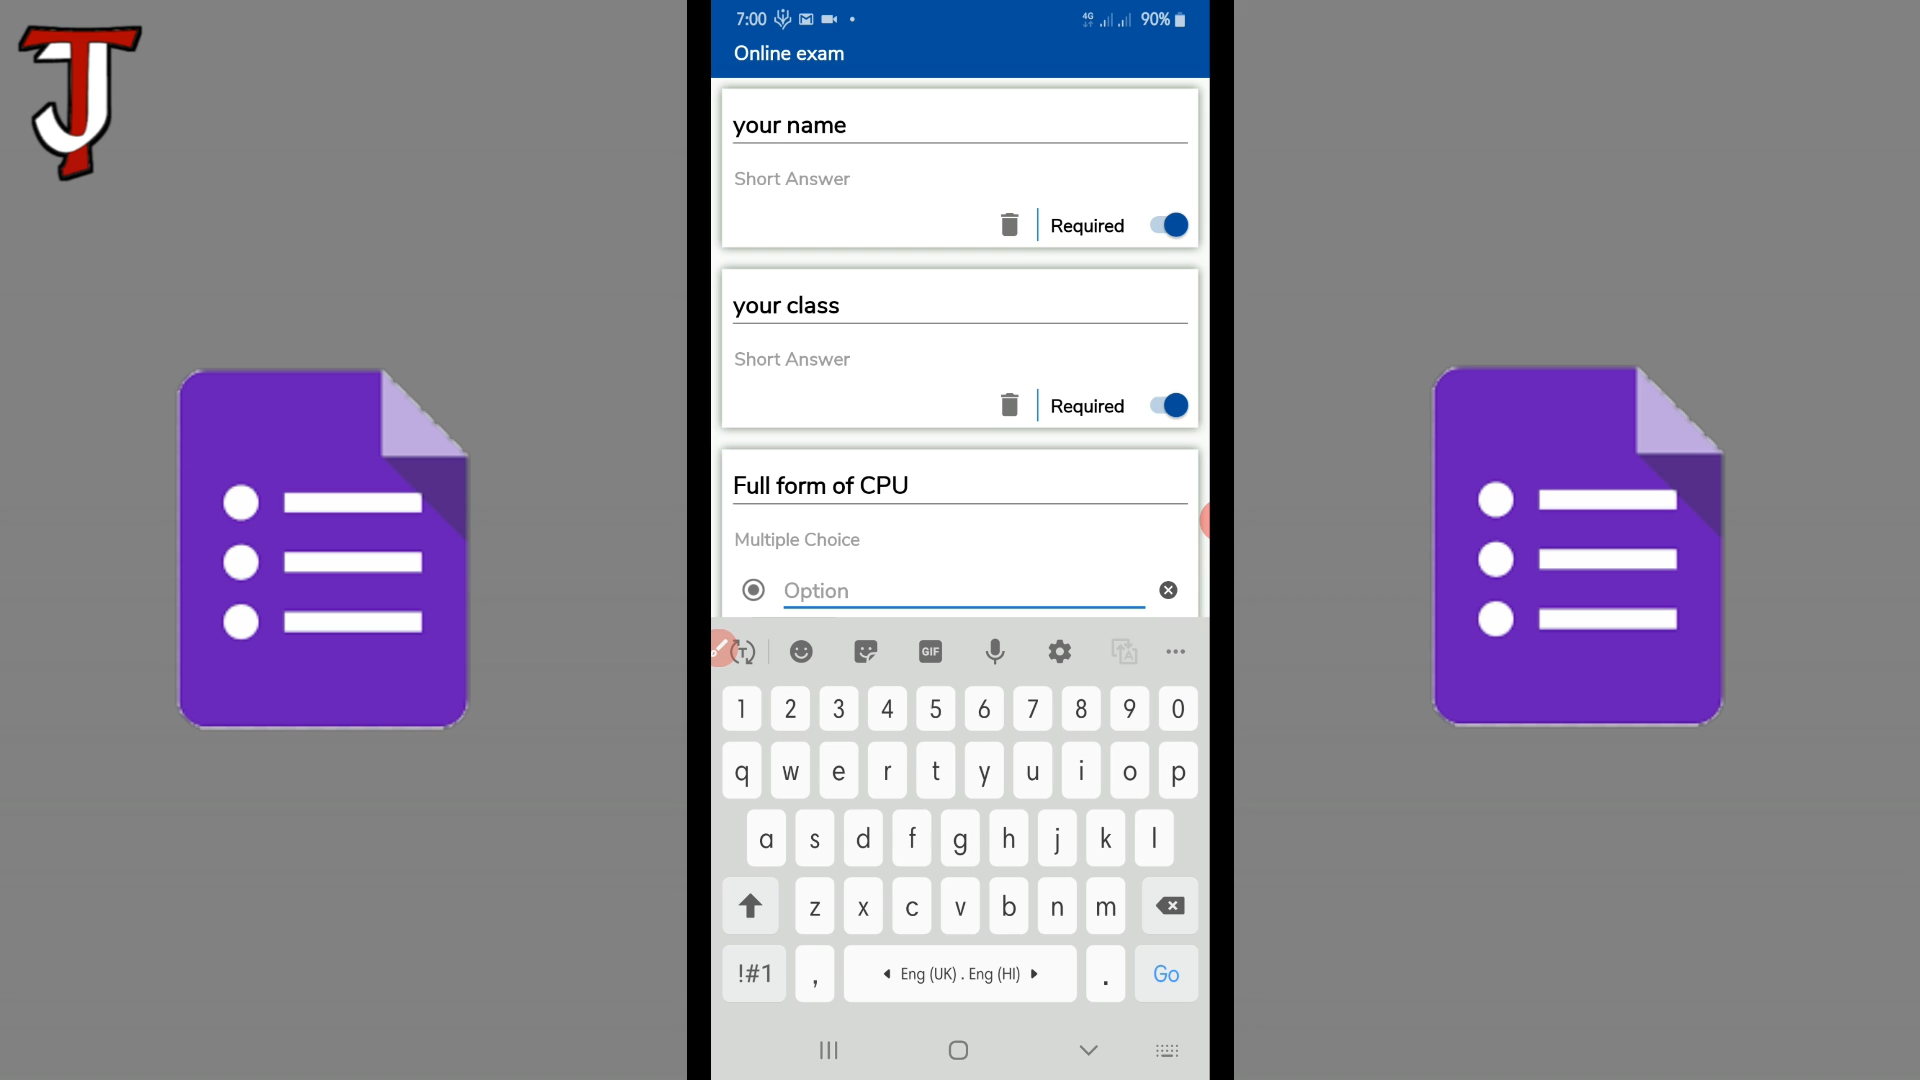 JT
7:00 4G 90%
Online exam
your name
Short Answer
Required
your class
Short Answer
Required
Full form of CPU
Multiple Choice
Option
T GIF A
1 2 3 4 5 6 7 8 9 0
q w e r t y u i o p
a s d f g h j k l
z x c v b n m
!#1 , Eng (UK) . Eng (HI) . Go